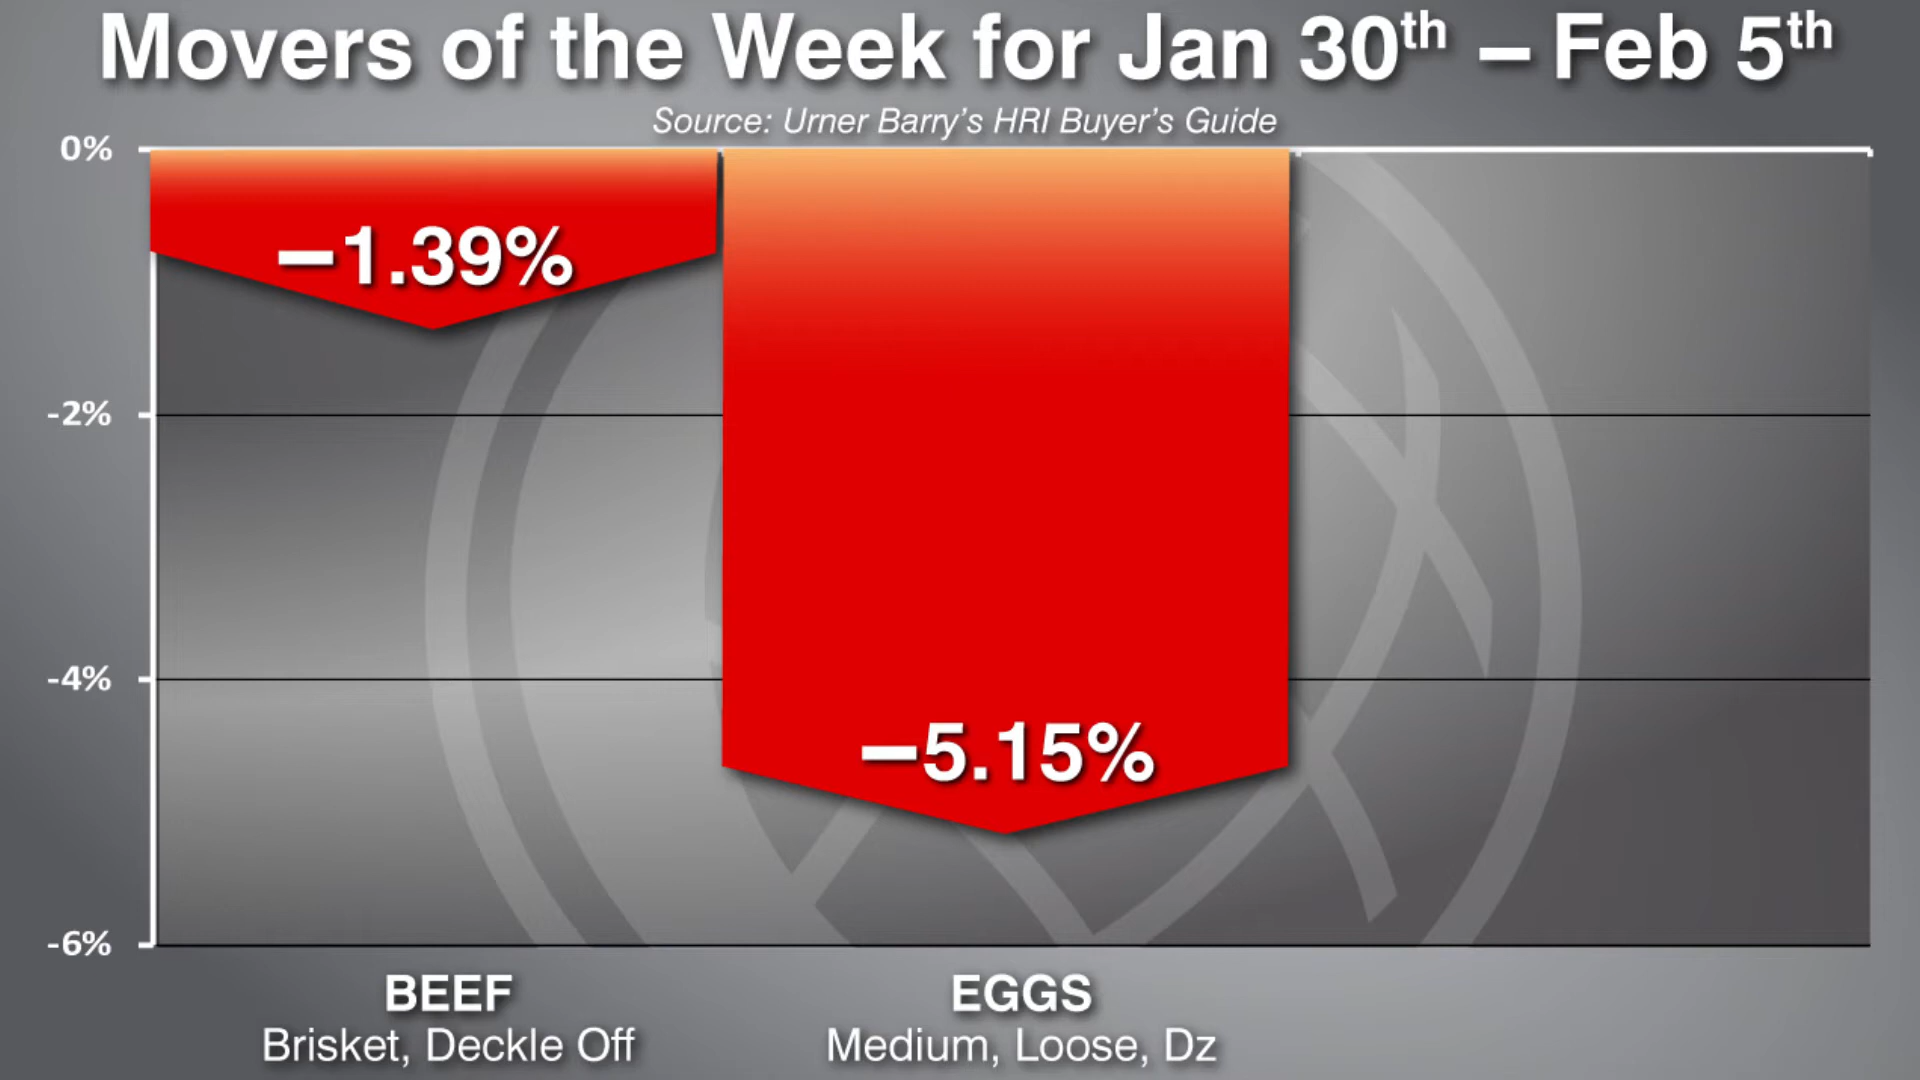 Movers of the Week for Jan 30th – Feb 5th
Source: Urner Barry's HRI Buyer's Guide
0%
–1.39%
-2%
-4%
–5.15%
-6%
BEEF
Brisket, Deckle Off
EGGS
Medium, Loose, Dz